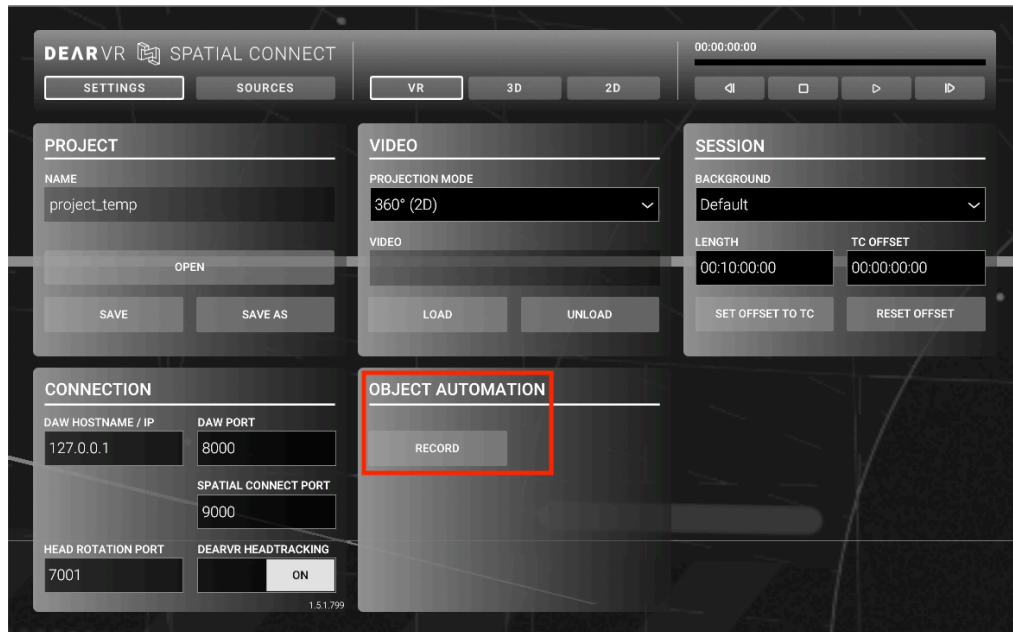 DEΛRVR SPATIAL CONNECT
SETTINGS SOURCES
VR 3D 2D
00:00:00:00
PROJECT
NAME
project_temp
OPEN
SAVE SAVE AS
VIDEO
PROJECTION MODE
360° (2D)
VIDEO
LOAD UNLOAD
SESSION
BACKGROUND
Default
LENGTH TC OFFSET
00:10:00:00 00:00:00:00
SET OFFSET TO TC RESET OFFSET
CONNECTION
DAW HOSTNAME / IP DAW PORT
127.0.0.1 8000
SPATIAL CONNECT PORT
9000
HEAD ROTATION PORT DEARVR HEADTRACKING
7001 ON
1.5.1.799
OBJECT AUTOMATION
RECORD